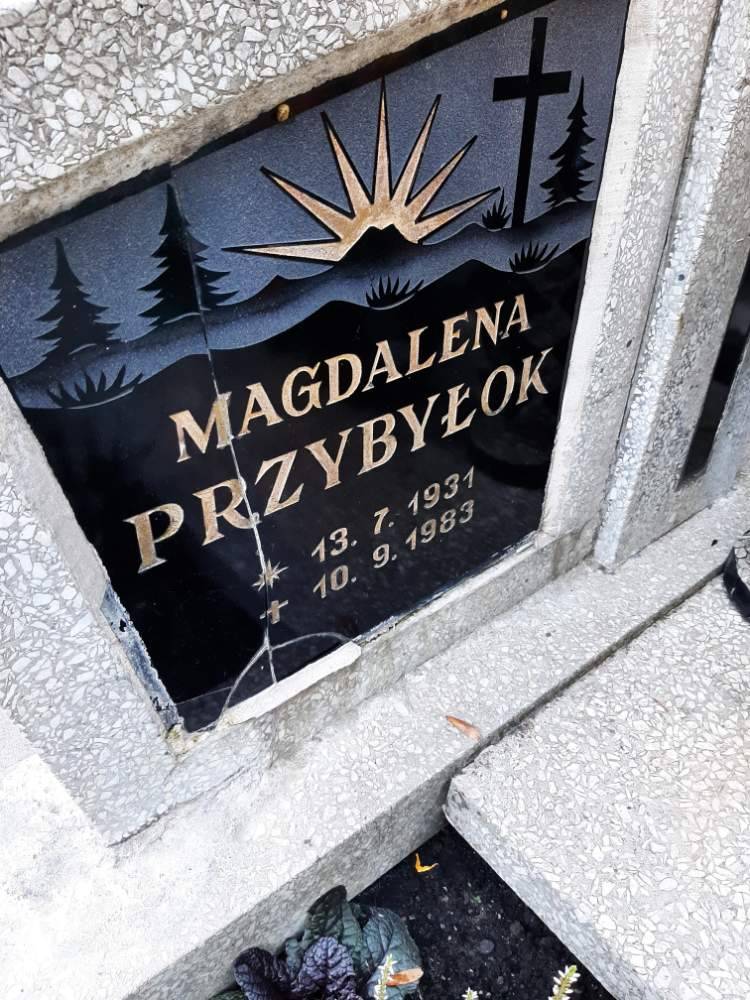 MAGDALENA
PRZYBYŁOK
* 13. 7. 1931
✝ 10. 9. 1983